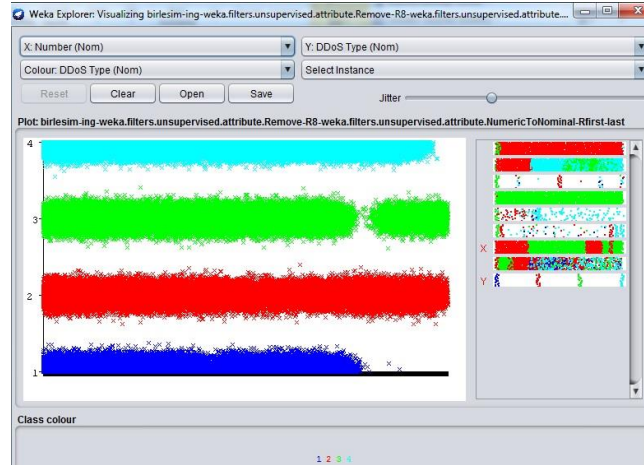 Weka Explorer: Visualizing birlesim-ing-weka.filters.unsupervised.attribute.Remove-R8-weka.filters.unsupervised.attribute....
X: Number (Nom) Y: DDoS Type (Nom)
Colour: DDoS Type (Nom) Select Instance
Reset Clear Open Save Jitter
Plot: birlesim-ing-weka.filters.unsupervised.attribute.Remove-R8-weka.filters.unsupervised.attribute.NumericToNominal-Rfirst-last
4
3
X
2
Y
1
Class colour
1 2 3 4